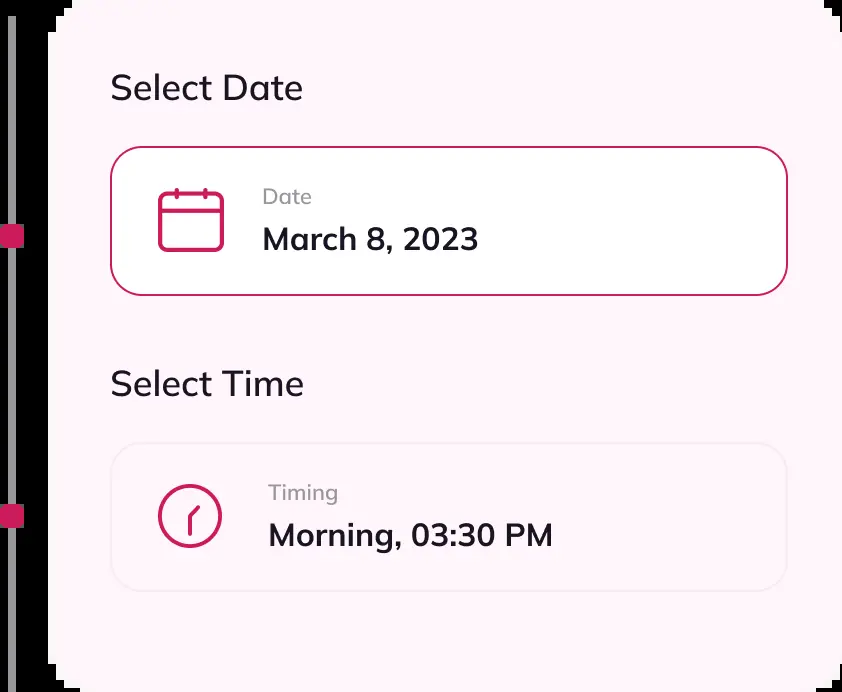 Select Date
Date
March 8, 2023
Select Time
Timing
Morning, 03:30 PM